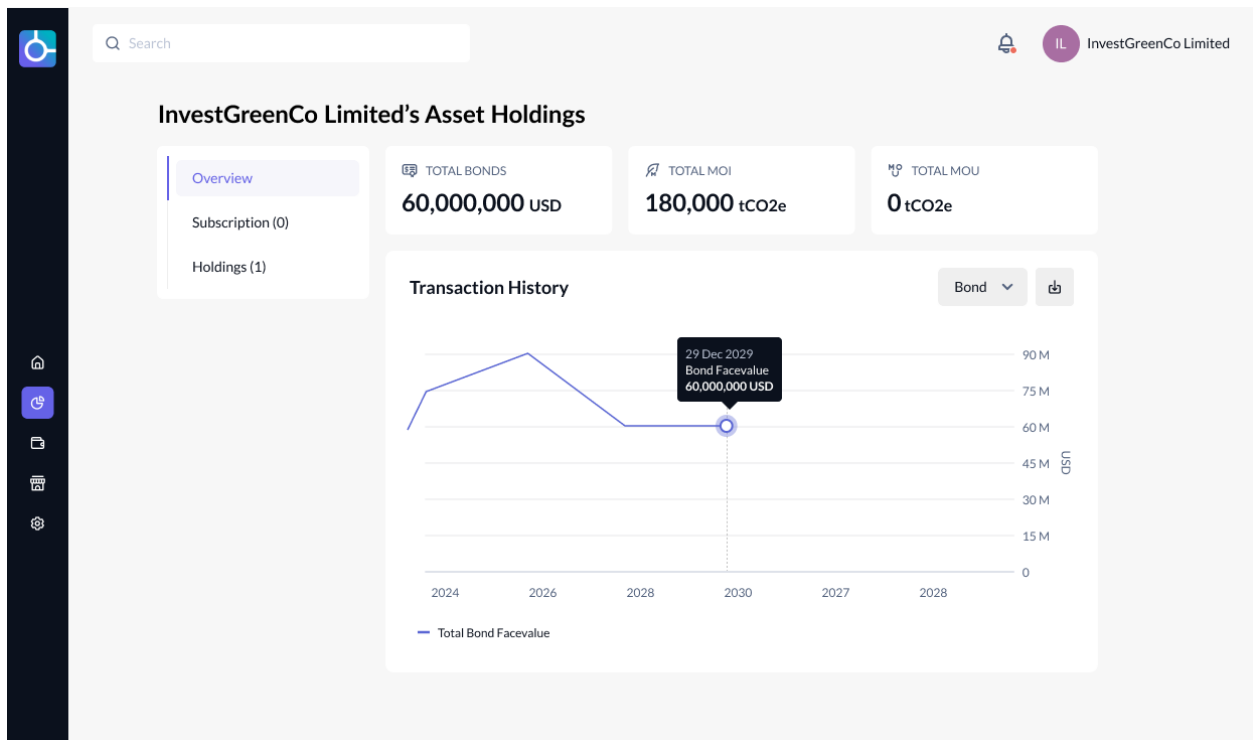 Search
IL
InvestGreenCo Limited
InvestGreenCo Limited’s Asset Holdings
Overview
Subscription (0)
Holdings (1)
TOTAL BONDS
60,000,000 USD
TOTAL MOI
180,000 tCO2e
TOTAL MOU
0 tCO2e
Transaction History
Bond
29 Dec 2029
Bond Facevalue
60,000,000 USD
90 M
75 M
60 M
45 M
30 M
15 M
0
USD
2024
2026
2028
2030
2027
2028
Total Bond Facevalue